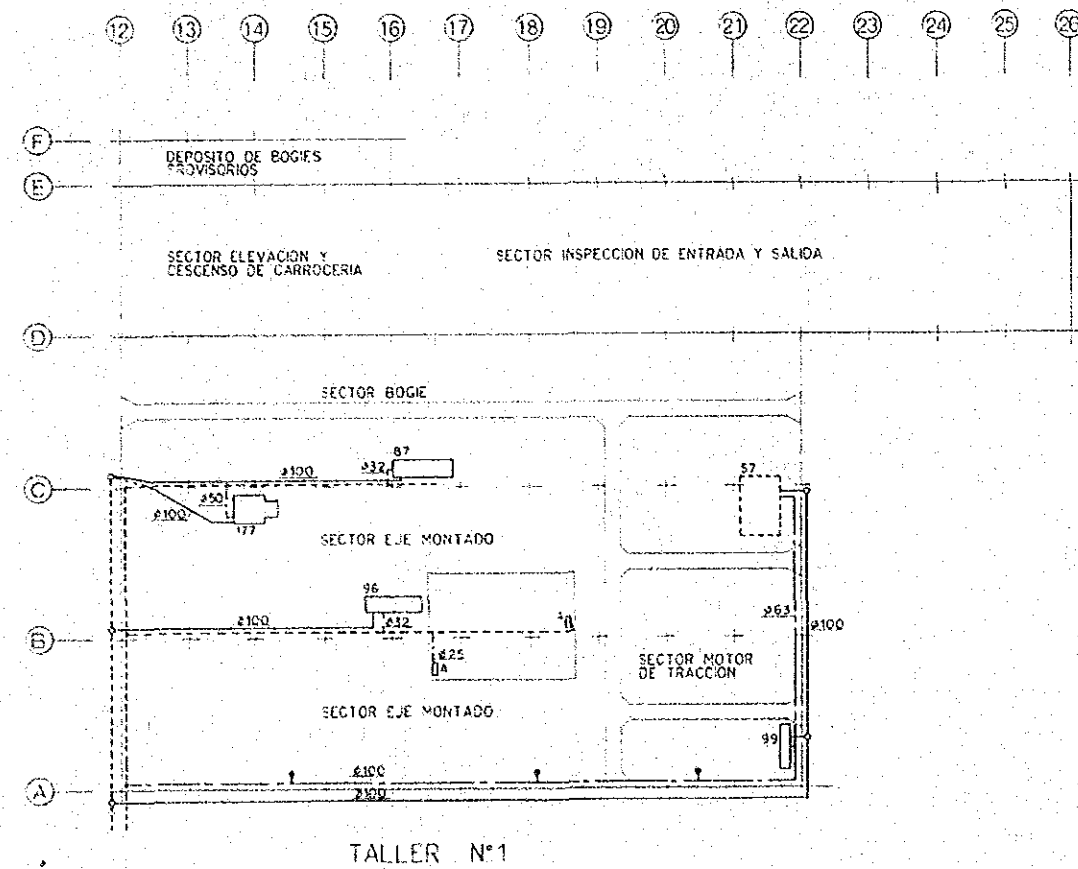 12 13 14 15 16 17 18 19 20 21 22 23 24 25 26
F
DEPOSITO DE BOGIES
PROVISORIOS
E
SECTOR ELEVACION Y
DESCENSO DE CARROCERIA
SECTOR INSPECCION DE ENTRADA Y SALIDA
D
SECTOR BOGIE
87
57
ø100
ø32
C
ø50
ø100
177
SECTOR EJE MONTADO
96
ø100
ø32
ø63
ø100
B
ø25
A
SECTOR MOTOR
DE TRACCION
SECTOR EJE MONTADO
99
ø100
A
ø100
TALLER N°1